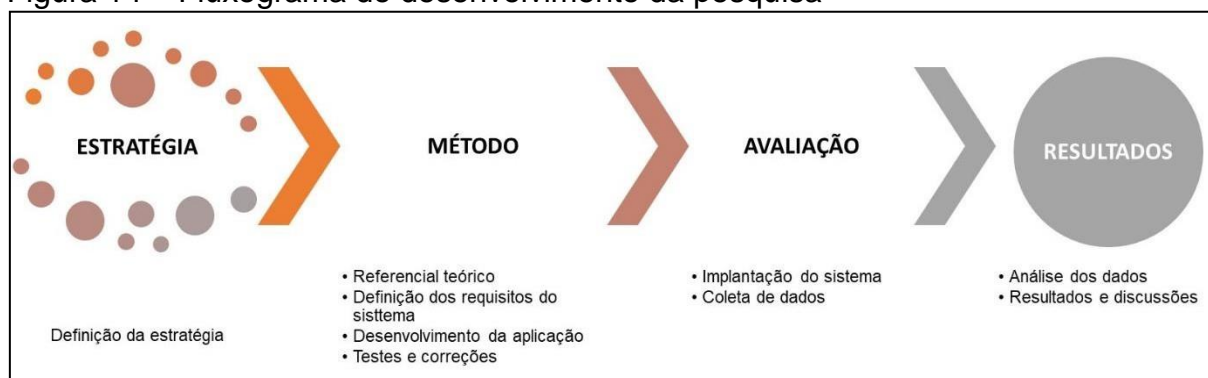 ESTRATÉGIA
Definição da estratégia
MÉTODO
• Referencial teórico
• Definição dos requisitos do
sisttema
• Desenvolvimento da aplicação
• Testes e correções
AVALIAÇÃO
• Implantação do sistema
• Coleta de dados
RESULTADOS
• Análise dos dados
• Resultados e discussões